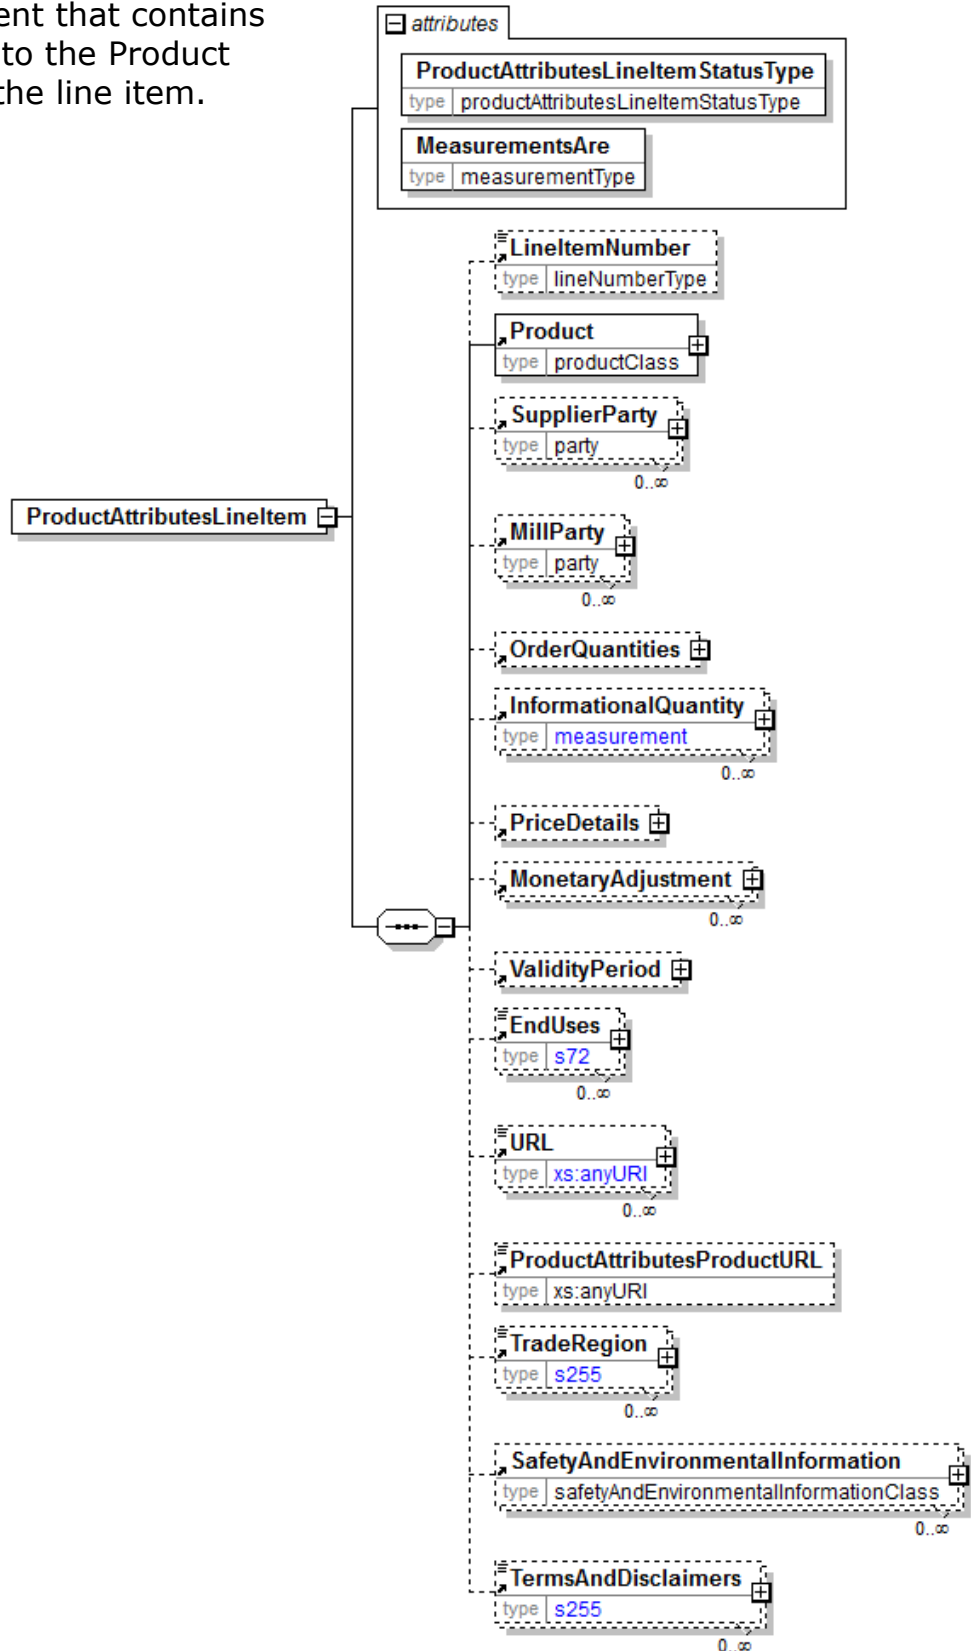 ent that contains
to the Product
the line item.
attributes
ProductAttributesLineItemStatusType
type productAttributesLineItemStatusType
MeasurementsAre
type measurementType
LineItemNumber
type lineNumberType
Product
type productClass
SupplierParty
type party
0..∞
ProductAttributesLineItem
MillParty
type party
0..∞
OrderQuantities
InformationalQuantity
type measurement
0..∞
PriceDetails
MonetaryAdjustment
0..∞
ValidityPeriod
EndUses
type s72
0..∞
URL
type xs:anyURI
0..∞
ProductAttributesProductURL
type xs:anyURI
TradeRegion
type s255
0..∞
SafetyAndEnvironmentalInformation
type safetyAndEnvironmentalInformationClass
0..∞
TermsAndDisclaimers
type s255
0..∞